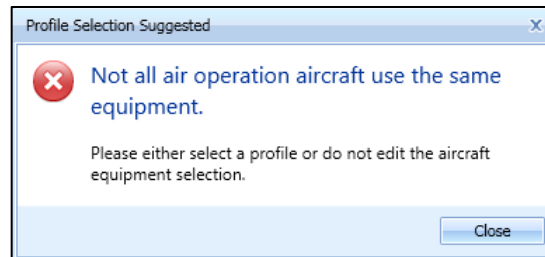 Profile Selection Suggested
Not all air operation aircraft use the same
equipment.
Please either select a profile or do not edit the aircraft
equipment selection.
Close